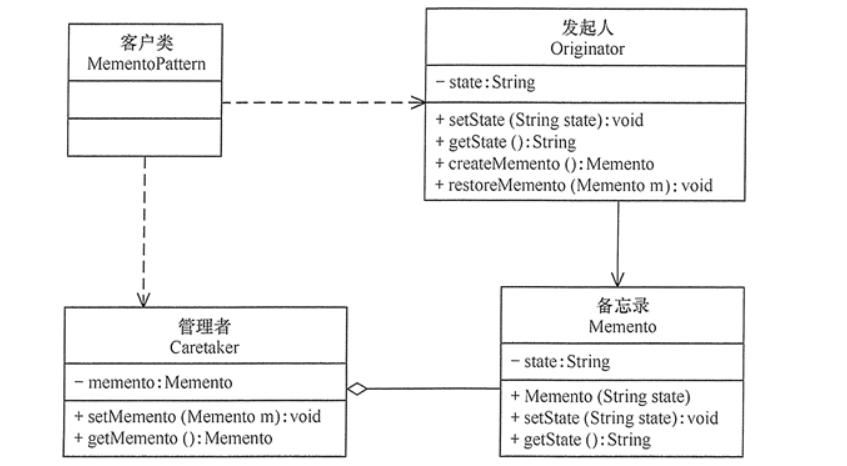 客户类
MementoPattern
发起人
Originator
- state:String
+ setState (String state):void
+ getState ():String
+ createMemento ():Memento
+ restoreMemento (Memento m):void
管理者
Caretaker
- memento:Memento
+ setMemento (Memento m):void
+ getMemento ():Memento
备忘录
Memento
- state:String
+ Memento (String state)
+ setState (String state):void
+ getState ():String